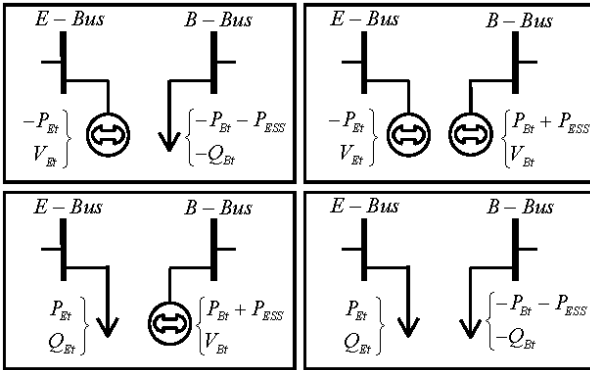 E – Bus B – Bus
–P_Et –P_Bt – P_ESS
V_Et –Q_Bt
E – Bus B – Bus
–P_Et P_Bt + P_ESS
V_Et V_Bt
E – Bus B – Bus
P_Et P_Bt + P_ESS
Q_Et V_Bt
E – Bus B – Bus
P_Et –P_Bt – P_ESS
Q_Et –Q_Bt